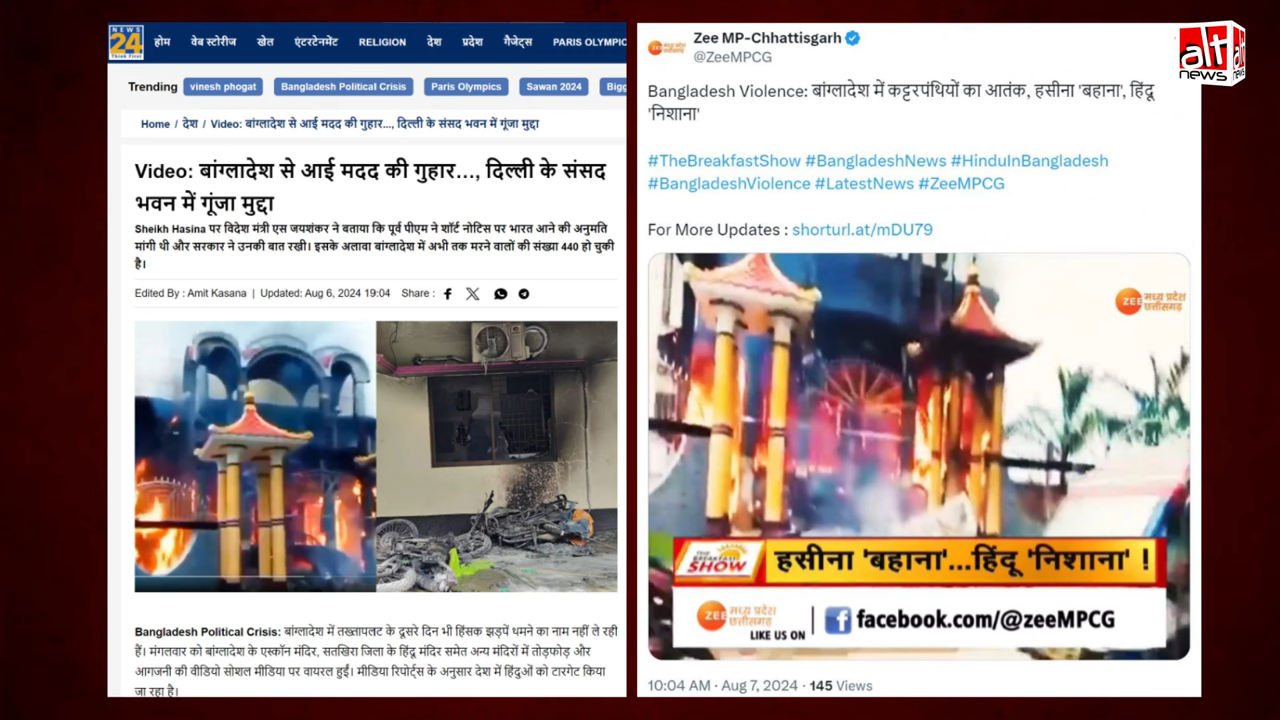 NEWS
24
Think First
होम वेब स्टोरीज खेल एंटरटेनमेंट RELIGION देश प्रदेश गैजेट्स PARIS OLYMPIC
Trending vinesh phogat Bangladesh Political Crisis Paris Olympics Sawan 2024 Bigg
Home / देश / Video: बांग्लादेश से आई मदद की गुहार..., दिल्ली के संसद भवन में गूंजा मुद्दा
Video: बांग्लादेश से आई मदद की गुहार..., दिल्ली के संसद
भवन में गूंजा मुद्दा
Sheikh Hasina पर विदेश मंत्री एस जयशंकर ने बताया कि पूर्व पीएम ने शॉर्ट नोटिस पर भारत आने की अनुमति
मांगी थी और सरकार ने उनकी बात रखी। इसके अलावा बांग्लादेश में अभी तक मरने वालों की संख्या 440 हो चुकी
है।
Edited By : Amit Kasana | Updated: Aug 6, 2024 19:04 Share :
Bangladesh Political Crisis: बांग्लादेश में तख्तापलट के दूसरे दिन भी हिंसक झड़पें थमने का नाम नहीं ले रही
हैं। मंगलवार को बांग्लादेश के एस्कॉन मंदिर, सतखिरा जिला के हिंदू मंदिर समेत अन्य मंदिरों में तोड़फोड़ और
आगजनी की वीडियो सोशल मीडिया पर वायरल हुईं। मीडिया रिपोर्ट्स के अनुसार देश में हिंदुओं को टारगेट किया
जा रहा है।
Zee MP-Chhattisgarh
@ZeeMPCG
Bangladesh Violence: बांग्लादेश में कट्टरपंथियों का आतंक, हसीना 'बहाना', हिंदू
'निशाना'
#TheBreakfastShow #BangladeshNews #HinduInBangladesh
#BangladeshViolence #LatestNews #ZeeMPCG
For More Updates : shorturl.at/mDU79
ZEE मध्य प्रदेश
छत्तीसगढ़
THE BREAKFAST
SHOW
हसीना 'बहाना'...हिंदू 'निशाना' !
ZEE मध्य प्रदेश
छत्तीसगढ़
LIKE US ON
facebook.com/@zeeMPCG
10:04 AM · Aug 7, 2024 · 145 Views
alt
news